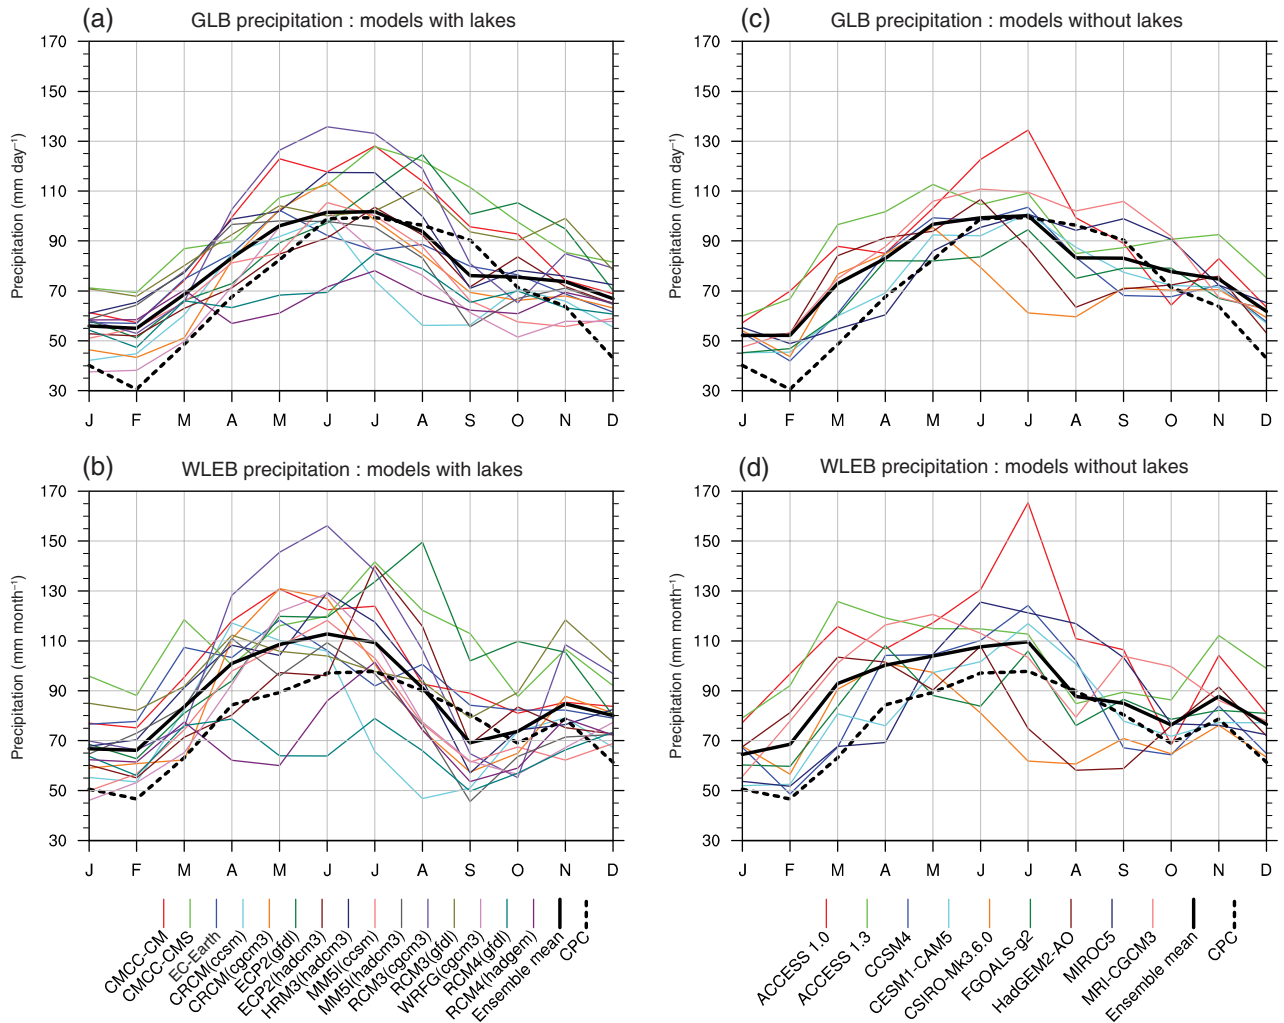 (a) GLB precipitation : models with lakes
Precipitation (mm day⁻¹)
170
150
130
110
90
70
50
30
J F M A M J J A S O N D
(c) GLB precipitation : models without lakes
Precipitation (mm day⁻¹)
170
150
130
110
90
70
50
30
J F M A M J J A S O N D
(b) WLEB precipitation : models with lakes
Precipitation (mm month⁻¹)
170
150
130
110
90
70
50
30
J F M A M J J A S O N D
(d) WLEB precipitation : models without lakes
Precipitation (mm month⁻¹)
170
150
130
110
90
70
50
30
J F M A M J J A S O N D
CMCC-CM
CMCC-CMS
EC-Earth
CRCM(ccsm)
CRCM(cgcm3)
ECP2(gfdl)
ECP2(hadcm3)
HRM3(hadcm3)
MM5I(ccsm)
MM5I(hadcm3)
RCM3(cgcm3)
RCM3(gfdl)
WRFG(cgcm3)
RCM4(gfdl)
RCM4(hadgem)
Ensemble mean
CPC
ACCESS 1.0
ACCESS 1.3
CCSM4
CESM1-CAM5
CSIRO-Mk3.6.0
FGOALS-g2
HadGEM2-AO
MIROC5
MRI-CGCM3
Ensemble mean
CPC